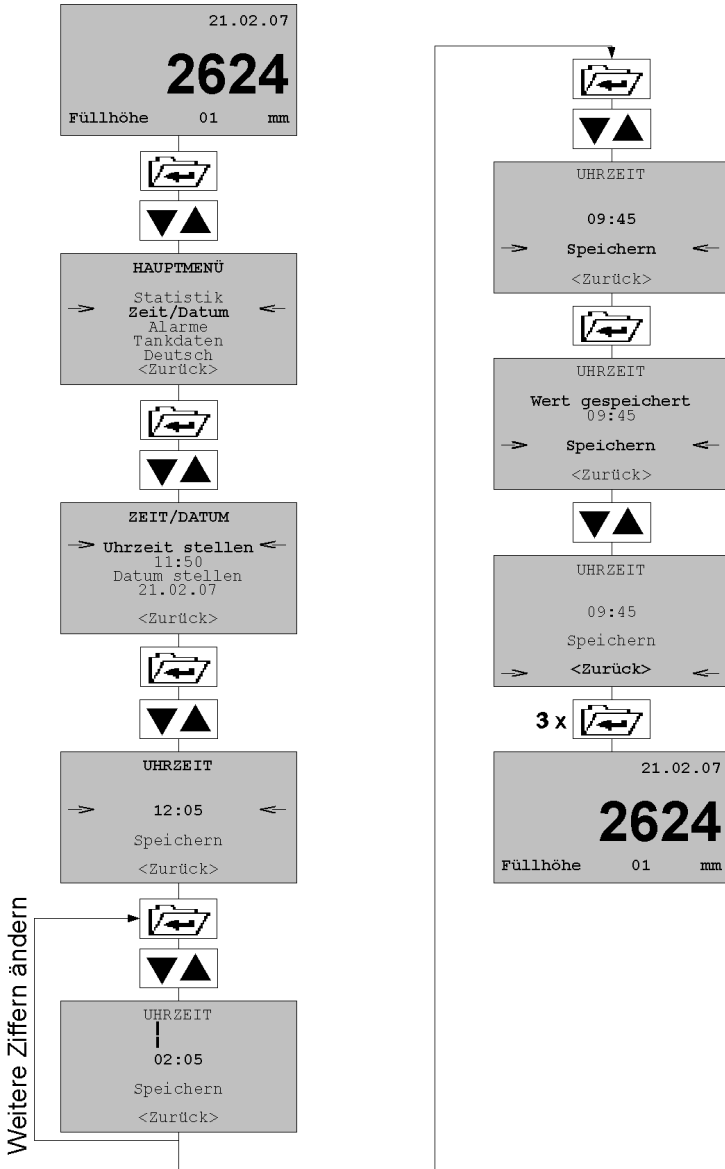 21.02.07
2624
Füllhöhe 01 mm
HAUPTMENÜ
Statistik
Zeit/Datum
Alarme
Tankdaten
Deutsch
<Zurück>
ZEIT/DATUM
Uhrzeit stellen
11:50
Datum stellen
21.02.07
<Zurück>
UHRZEIT
12:05
Speichern
<Zurück>
Weitere Ziffern ändern
UHRZEIT
02:05
Speichern
<Zurück>
UHRZEIT
09:45
Speichern
<Zurück>
UHRZEIT
Wert gespeichert
09:45
Speichern
<Zurück>
UHRZEIT
09:45
Speichern
<Zurück>
3 x
21.02.07
2624
Füllhöhe 01 mm